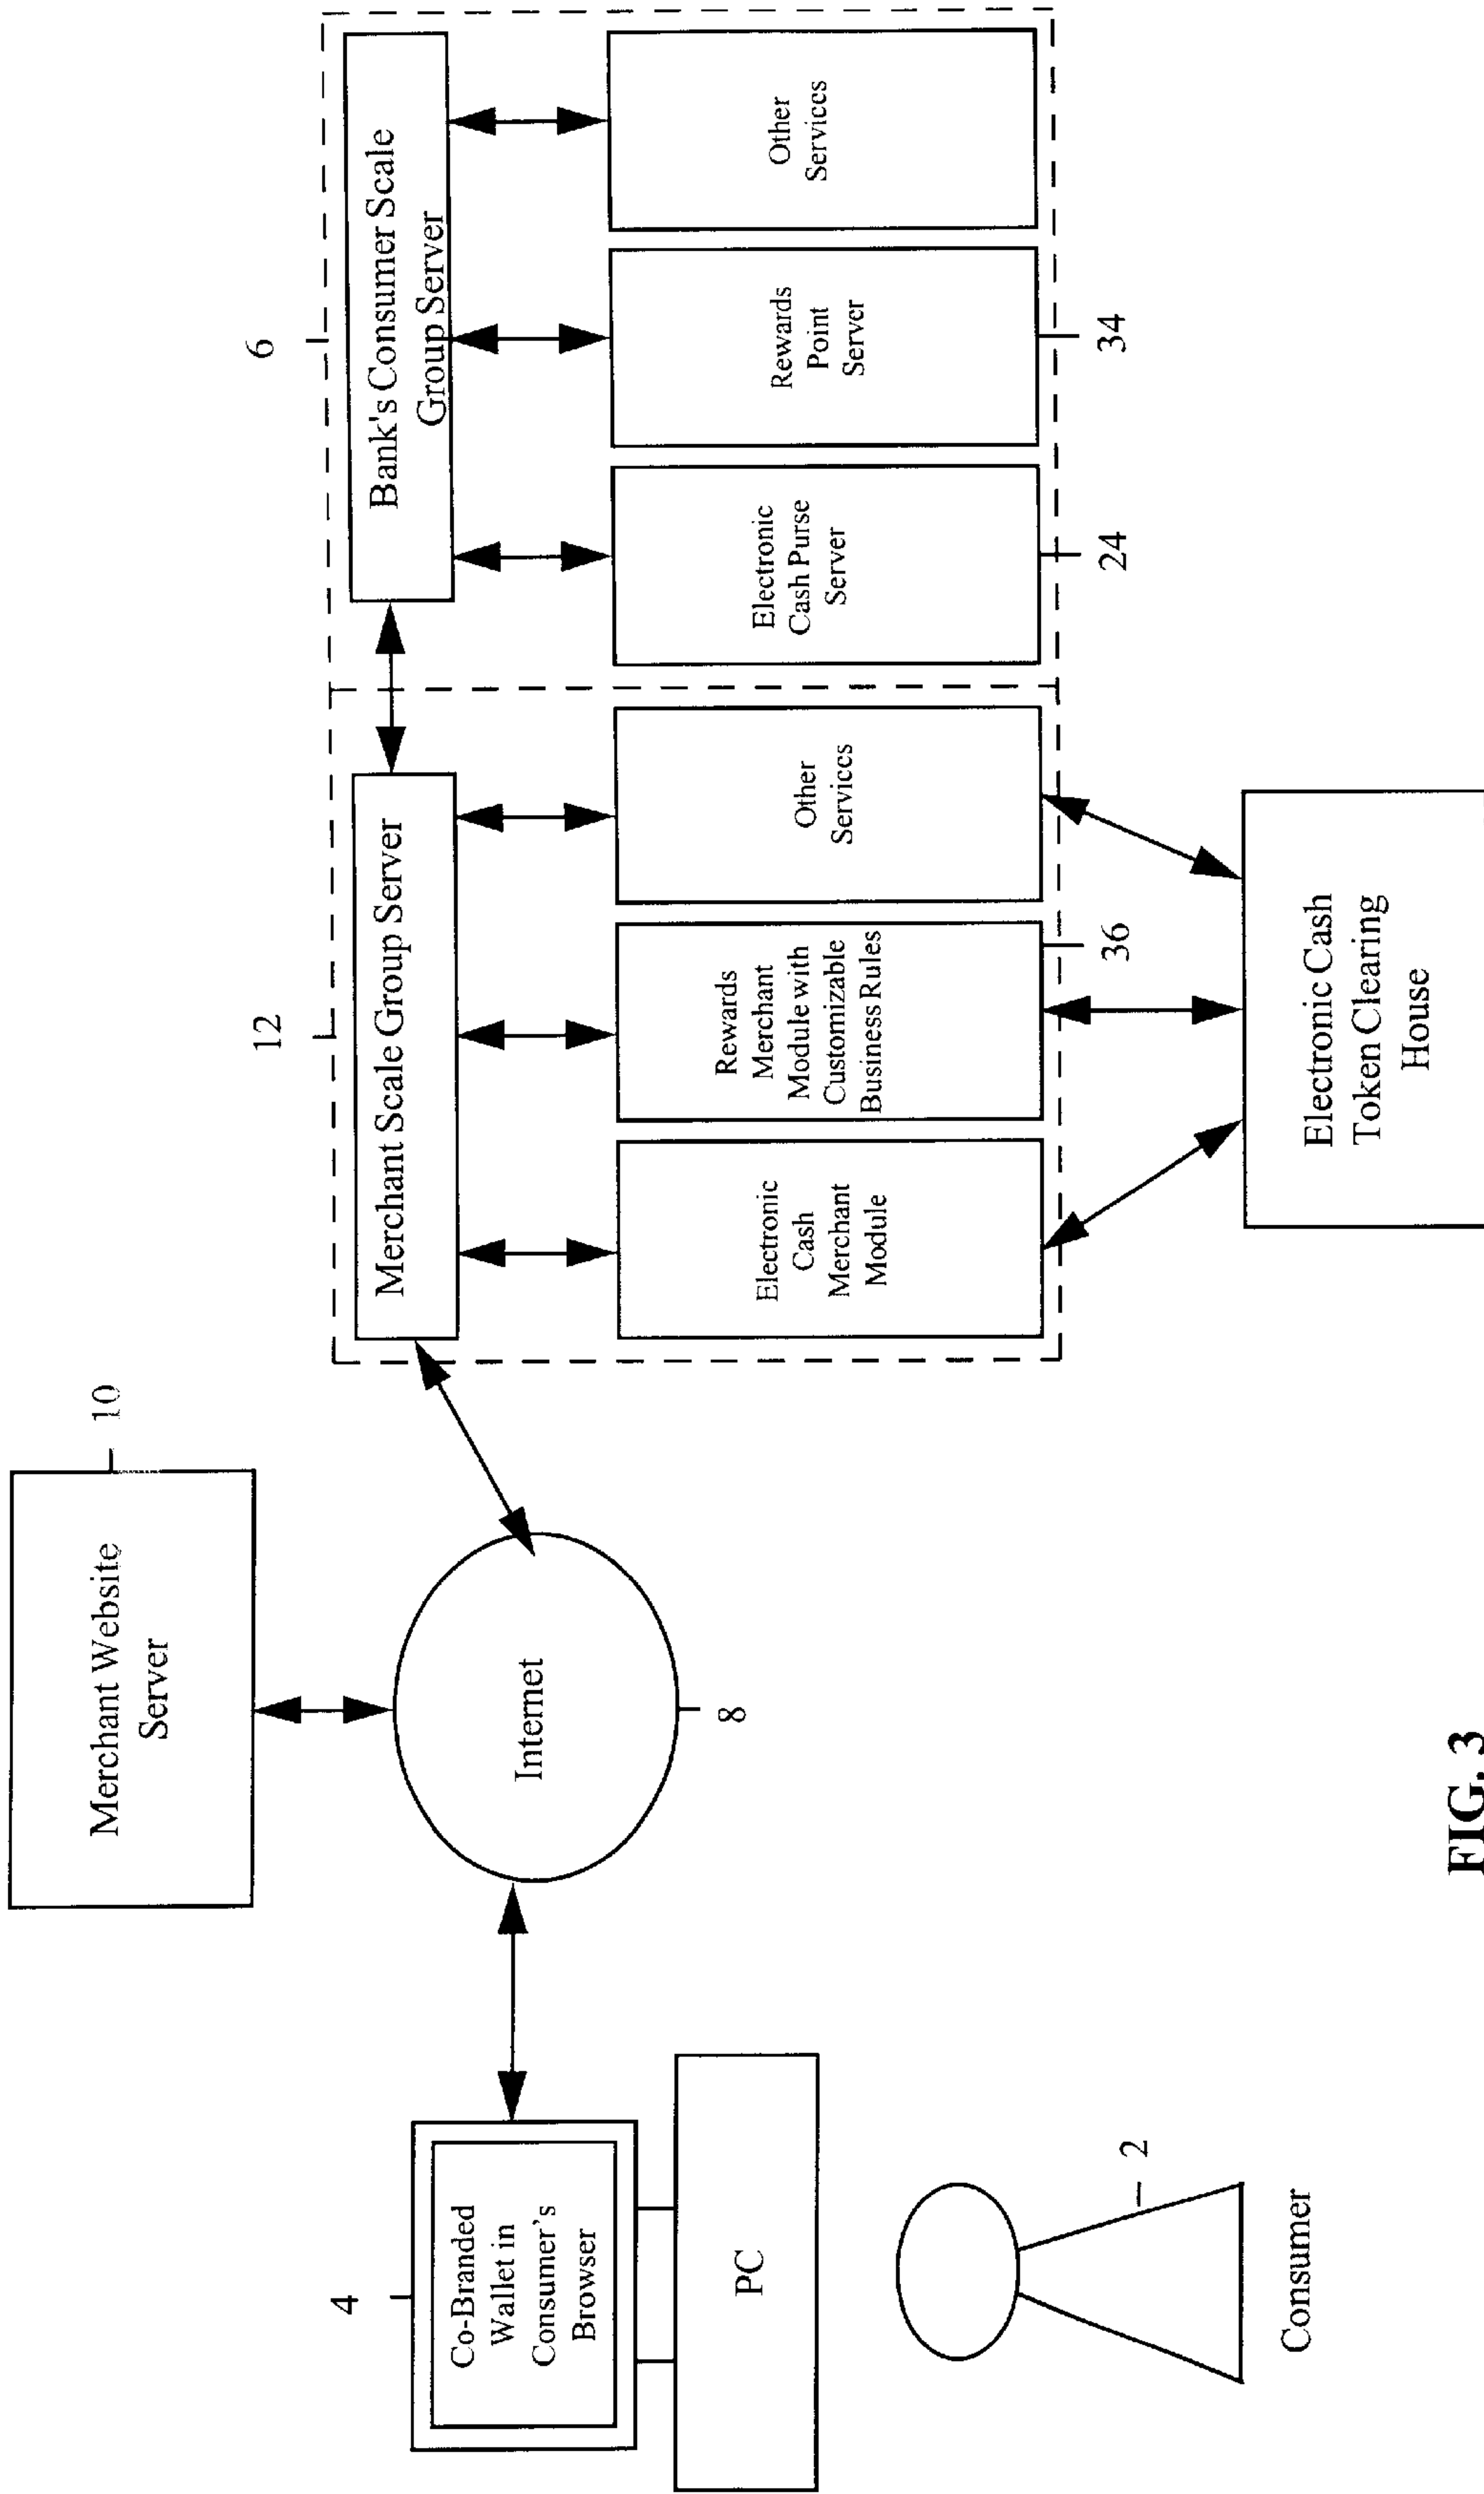 Merchant Website
Server
10
4
Co-Branded
Wallet in
Consumer's
Browser
PC
2
Consumer
Internet
8
12
Merchant Scale Group Server
Electronic
Cash
Merchant
Module
Rewards
Merchant
Module with
Customizable
Business Rules
36
Other
Services
6
Bank's Consumer Scale
Group Server
Electronic
Cash Purse
Server
24
Rewards
Point
Server
34
Other
Services
Electronic Cash
Token Clearing
House
FIG. 3